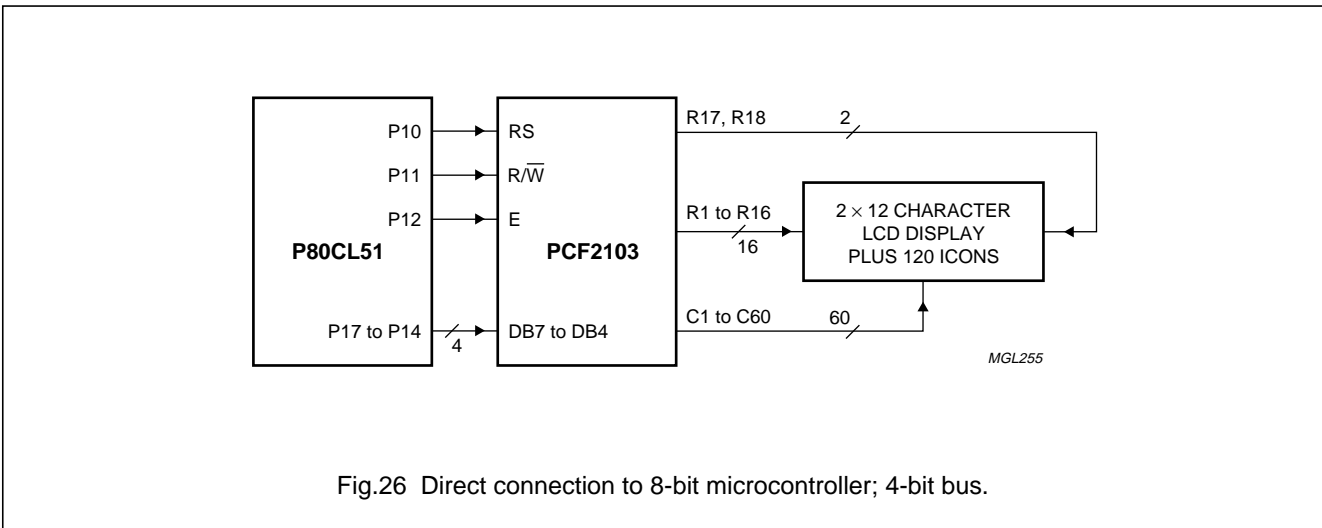 P80CL51
P10
P11
P12
P17 to P14
4
PCF2103
RS
R/W̅
E
DB7 to DB4
R17, R18
2
R1 to R16
16
C1 to C60
60
2 × 12 CHARACTER
LCD DISPLAY
PLUS 120 ICONS
MGL255
Fig.26 Direct connection to 8-bit microcontroller; 4-bit bus.